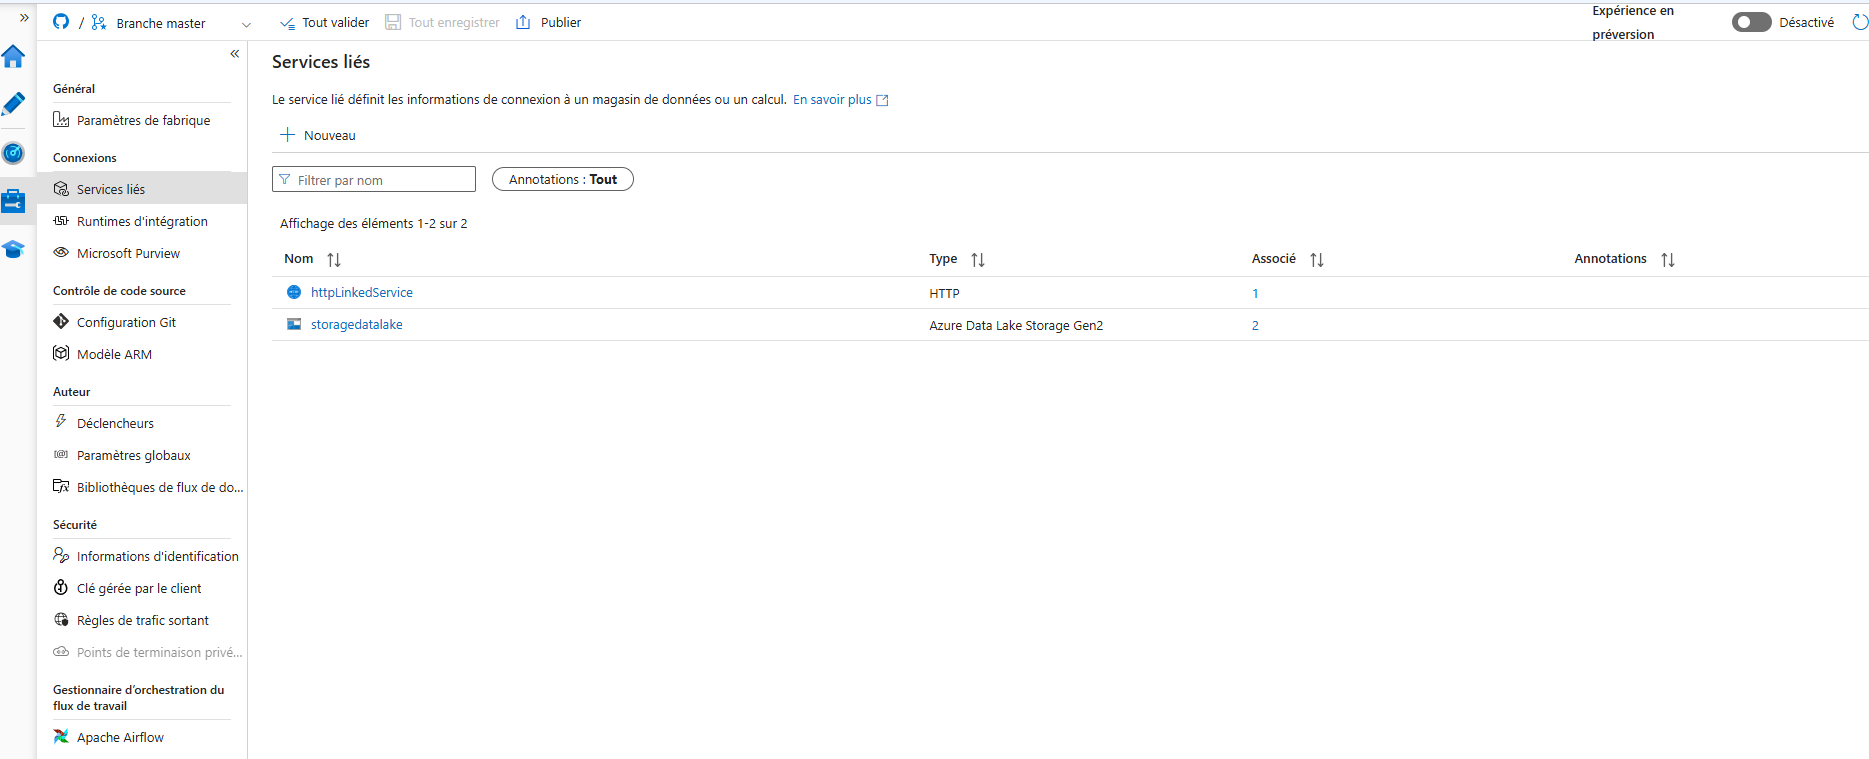 »
/ Branche master
Tout valider
Tout enregistrer
Publier
Expérience en
préversion
Désactivé
«
Général
Paramètres de fabrique
Connexions
Services liés
Runtimes d'intégration
Microsoft Purview
Contrôle de code source
Configuration Git
Modèle ARM
Auteur
Déclencheurs
Paramètres globaux
Bibliothèques de flux de do...
Sécurité
Informations d'identification
Clé gérée par le client
Règles de trafic sortant
Points de terminaison privé...
Gestionnaire d’orchestration du
flux de travail
Apache Airflow
Services liés
Le service lié définit les informations de connexion à un magasin de données ou un calcul. En savoir plus
Nouveau
Filtrer par nom
Annotations : Tout
Affichage des éléments 1-2 sur 2
Nom Type Associé Annotations
httpLinkedService HTTP 1
storagedatalake Azure Data Lake Storage Gen2 2